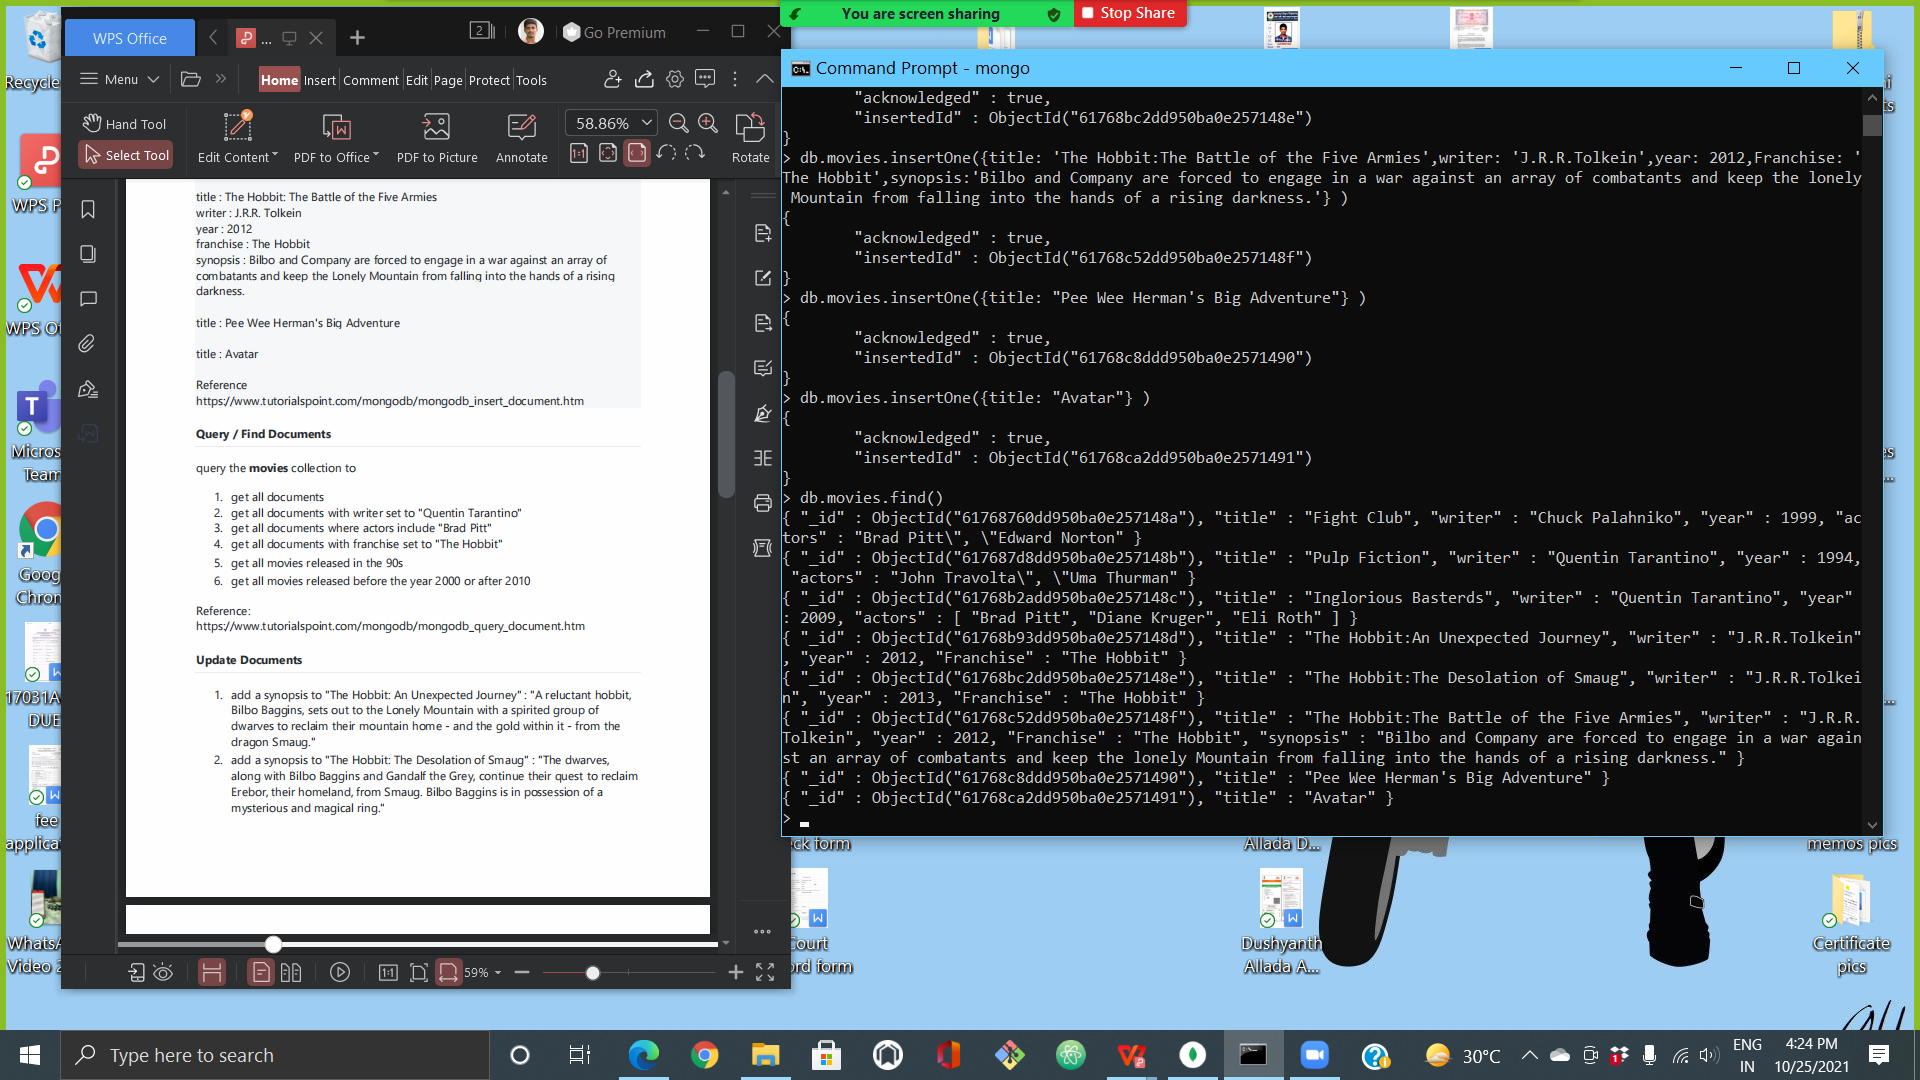 You are screen sharing
Stop Share
WPS Office
...
2
Go Premium
Menu
Home Insert Comment Edit Page Protect Tools
Hand Tool
Select Tool
Edit Content
PDF to Office
PDF to Picture
Annotate
58.86%
Rotate
title : The Hobbit: The Battle of the Five Armies
writer : J.R.R. Tolkein
year : 2012
franchise : The Hobbit
synopsis : Bilbo and Company are forced to engage in a war against an array of
combatants and keep the Lonely Mountain from falling into the hands of a rising
darkness.
title : Pee Wee Herman's Big Adventure
title : Avatar
Reference
https://www.tutorialspoint.com/mongodb/mongodb_insert_document.htm
Query / Find Documents
query the movies collection to
1. get all documents
2. get all documents with writer set to "Quentin Tarantino"
3. get all documents where actors include "Brad Pitt"
4. get all documents with franchise set to "The Hobbit"
5. get all movies released in the 90s
6. get all movies released before the year 2000 or after 2010
Reference:
https://www.tutorialspoint.com/mongodb/mongodb_query_document.htm
Update Documents
1. add a synopsis to "The Hobbit: An Unexpected Journey" : "A reluctant hobbit,
Bilbo Baggins, sets out to the Lonely Mountain with a spirited group of
dwarves to reclaim their mountain home - and the gold within it - from the
dragon Smaug."
2. add a synopsis to "The Hobbit: The Desolation of Smaug" : "The dwarves,
along with Bilbo Baggins and Gandalf the Grey, continue their quest to reclaim
Erebor, their homeland, from Smaug. Bilbo Baggins is in possession of a
mysterious and magical ring."
59%
Command Prompt - mongo
        "acknowledged" : true,
        "insertedId" : ObjectId("61768bc2dd950ba0e257148e")
}
> db.movies.insertOne({title: 'The Hobbit:The Battle of the Five Armies',writer: 'J.R.R.Tolkein',year: 2012,Franchise: '
The Hobbit',synopsis:'Bilbo and Company are forced to engage in a war against an array of combatants and keep the lonely
 Mountain from falling into the hands of a rising darkness.'} )
{
        "acknowledged" : true,
        "insertedId" : ObjectId("61768c52dd950ba0e257148f")
}
> db.movies.insertOne({title: "Pee Wee Herman's Big Adventure"} )
{
        "acknowledged" : true,
        "insertedId" : ObjectId("61768c8ddd950ba0e2571490")
}
> db.movies.insertOne({title: "Avatar"} )
{
        "acknowledged" : true,
        "insertedId" : ObjectId("61768ca2dd950ba0e2571491")
}
> db.movies.find()
{ "_id" : ObjectId("61768760dd950ba0e257148a"), "title" : "Fight Club", "writer" : "Chuck Palahniko", "year" : 1999, "ac
tors" : "Brad Pitt\", \"Edward Norton" }
{ "_id" : ObjectId("617687d8dd950ba0e257148b"), "title" : "Pulp Fiction", "writer" : "Quentin Tarantino", "year" : 1994,
 "actors" : "John Travolta\", \"Uma Thurman" }
{ "_id" : ObjectId("61768b2add950ba0e257148c"), "title" : "Inglorious Basterds", "writer" : "Quentin Tarantino", "year"
: 2009, "actors" : [ "Brad Pitt", "Diane Kruger", "Eli Roth" ] }
{ "_id" : ObjectId("61768b93dd950ba0e257148d"), "title" : "The Hobbit:An Unexpected Journey", "writer" : "J.R.R.Tolkein"
, "year" : 2012, "Franchise" : "The Hobbit" }
{ "_id" : ObjectId("61768bc2dd950ba0e257148e"), "title" : "The Hobbit:The Desolation of Smaug", "writer" : "J.R.R.Tolkei
n", "year" : 2013, "Franchise" : "The Hobbit" }
{ "_id" : ObjectId("61768c52dd950ba0e257148f"), "title" : "The Hobbit:The Battle of the Five Armies", "writer" : "J.R.R.
Tolkein", "year" : 2012, "Franchise" : "The Hobbit", "synopsis" : "Bilbo and Company are forced to engage in a war again
st an array of combatants and keep the lonely Mountain from falling into the hands of a rising darkness." }
{ "_id" : ObjectId("61768c8ddd950ba0e2571490"), "title" : "Pee Wee Herman's Big Adventure" }
{ "_id" : ObjectId("61768ca2dd950ba0e2571491"), "title" : "Avatar" }
>
Recycle
WPS P
WPS Of
Micros
Team
Goog
Chron
17031A
DUE
fee
applica
WhatsA
Video 2
eck form
Court
ord form
Allada D...
Dushyanth
Allada A...
memos pics
Certificate
pics
Type here to search
30°C
ENG
IN
4:24 PM
10/25/2021